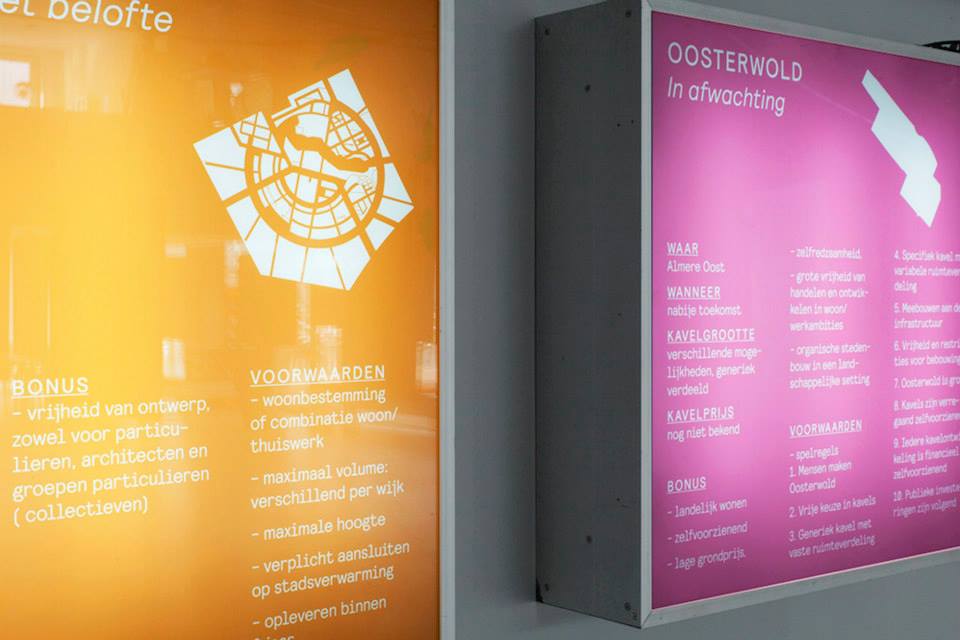 et belofte
BONUS
– vrijheid van ontwerp,
zowel voor particu–
lieren, architecten en
groepen particulieren
( collectieven)
VOORWAARDEN
– woonbestemming
of combinatie woon/
thuiswerk
– maximaal volume:
verschillend per wijk
– maximale hoogte
– verplicht aansluiten
op stadsverwarming
– opleveren binnen
OOSTERWOLD
In afwachting
WAAR
Almere Oost
WANNEER
nabije toekomst
KAVELGROOTTE
verschillende moge–
lijkheden, generiek
verdeeld
KAVELPRIJS
nog niet bekend
BONUS
– landelijk wonen
– zelfvoorzienend
– lage grondprijs.
– zelfredzaamheid.
– grote vrijheid van
handelen en ontwik–
kelen in woon/
werkambities
– organische steden–
bouw in een land–
schappelijke setting
VOORWAARDEN
– spelregels
1. Mensen maken
Oosterwold
2. Vrije keuze in kavels
3. Generiek kavel met
vaste ruimteverdeling
4. Specifiek kavel m
variabele ruimtever
deling
5. Meebouwen aan de
infrastructuur
6. Vrijheid en restri
ties voor bebouwing
7. Oosterwold is gro
8. Kavels zijn verre
gaand zelfvoorziene
9. Iedere kavelontwi
keling is financieel
zelfvoorzienend
10. Publieke investe
ringen zijn volgend